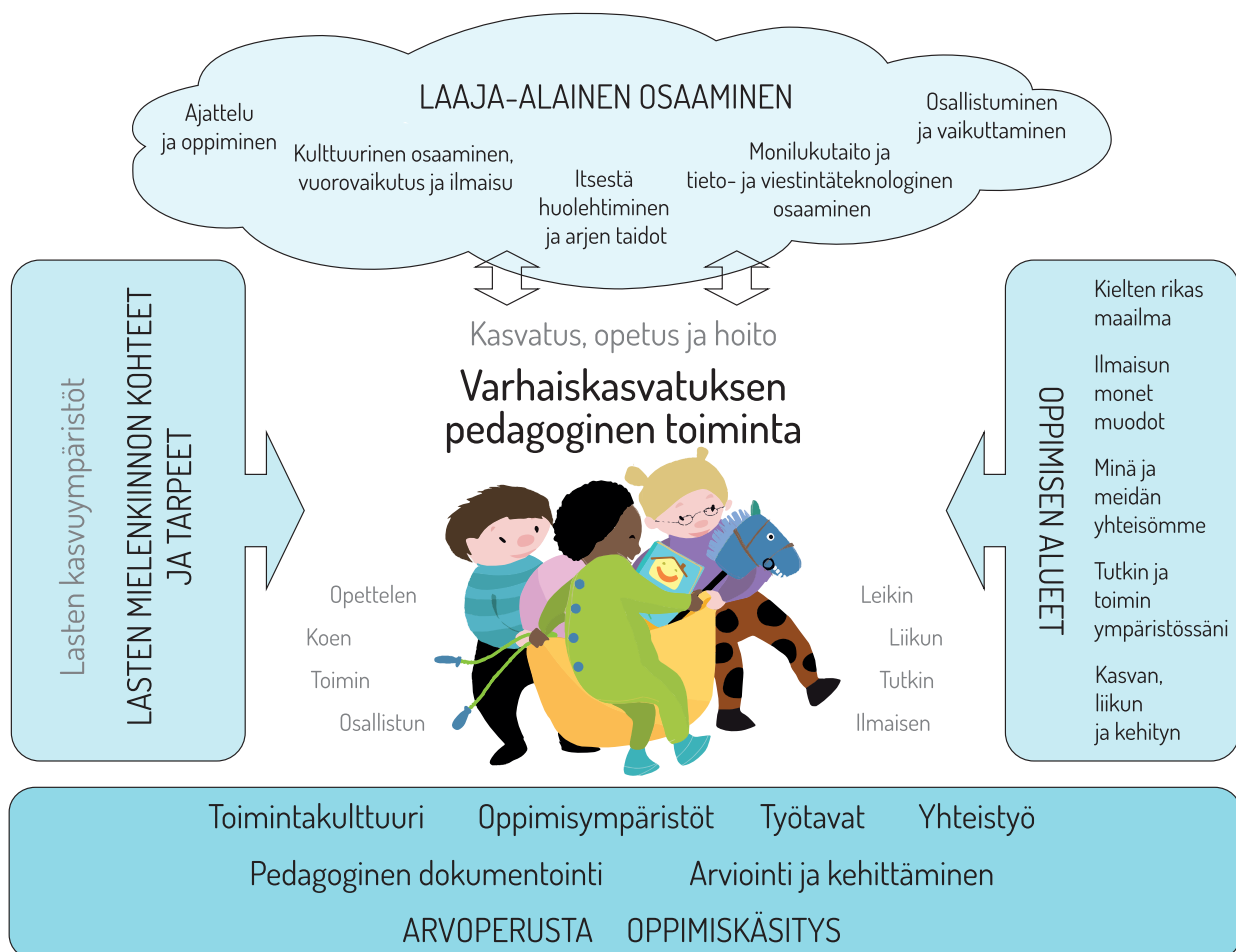 LAAJA-ALAINEN OSAAMINEN
Ajattelu
ja oppiminen
Kulttuurinen osaaminen,
vuorovaikutus ja ilmaisu
Itsestä
huolehtiminen
ja arjen taidot
Monilukutaito ja
tieto- ja viestintäteknologinen
osaaminen
Osallistuminen
ja vaikuttaminen
Lasten kasvuympäristöt
LASTEN MIELENKIINNON KOHTEET
JA TARPEET
Kasvatus, opetus ja hoito
Varhaiskasvatuksen
pedagoginen toiminta
Opettelen
Koen
Toimin
Osallistun
Leikin
Liikun
Tutkin
Ilmaisen
OPPIMISEN ALUEET
Kielten rikas
maailma
Ilmaisun
monet
muodot
Minä ja
meidän
yhteisömme
Tutkin ja
toimin
ympäristössäni
Kasvan,
liikun
ja kehityn
Toimintakulttuuri Oppimisympäristöt Työtavat Yhteistyö
Pedagoginen dokumentointi Arviointi ja kehittäminen
ARVOPERUSTA OPPIMISKÄSITYS